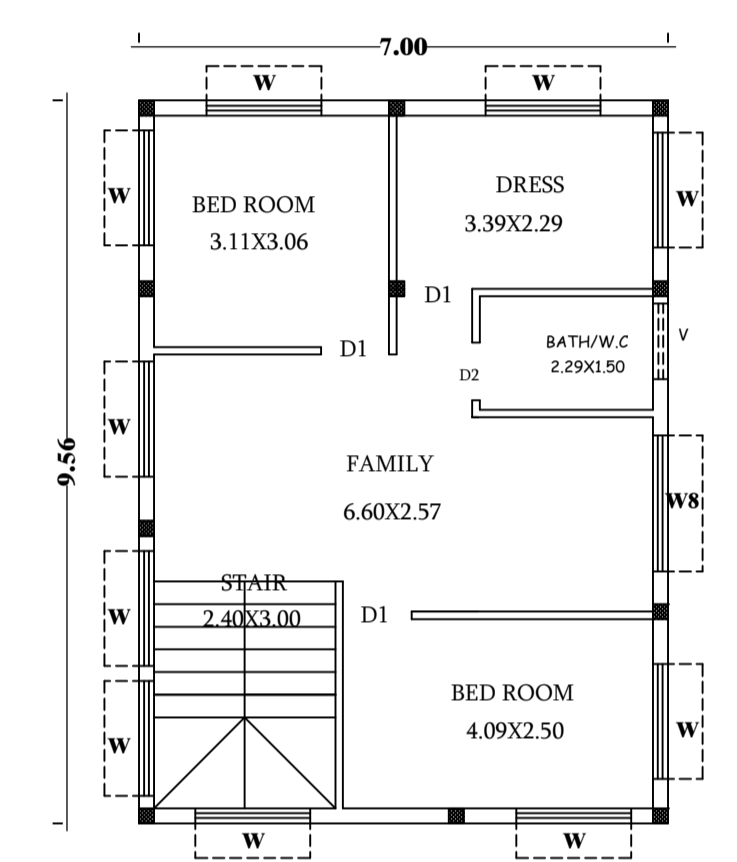 7.00
W
W
W
W
BED ROOM
3.11X3.06
DRESS
3.39X2.29
D1
D1
BATH/W.C
2.29X1.50
V
D2
W
9.56
FAMILY
6.60X2.57
W8
STAIR
2.40X3.00
W
D1
BED ROOM
4.09X2.50
W
W
W
W